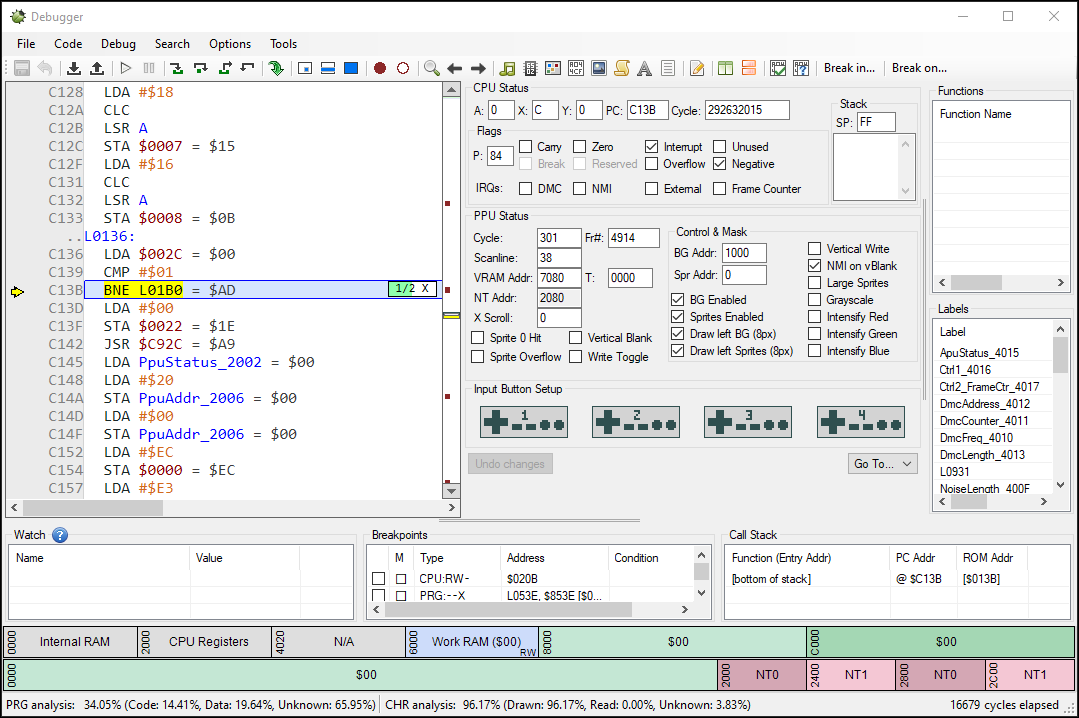 Debugger
File Code Debug Search Options Tools
Break in... Break on...
C128 LDA #$18
C12A CLC
C12B LSR A
C12C STA $0007 = $15
C12F LDA #$16
C131 CLC
C132 LSR A
C133 STA $0008 = $0B
..L0136:
C136 LDA $002C = $00
C139 CMP #$01
C13B BNE L01B0 = $AD 1/2 X
C13D LDA #$00
C13F STA $0022 = $1E
C142 JSR $C92C = $A9
C145 LDA PpuStatus_2002 = $00
C148 LDA #$20
C14A STA PpuAddr_2006 = $00
C14D LDA #$00
C14F STA PpuAddr_2006 = $00
C152 LDA #$EC
C154 STA $0000 = $EC
C157 LDA #$E3
CPU Status
A: 0 X: C Y: 0 PC: C13B Cycle: 292632015
Flags
P: 84 Carry Zero Interrupt Unused
Break Reserved Overflow Negative
IRQs: DMC NMI External Frame Counter
Stack
SP: FF
PPU Status
Cycle: 301 Fr#: 4914
Scanline: 38
VRAM Addr: 7080 T: 0000
NT Addr: 2080
X Scroll: 0
Sprite 0 Hit Vertical Blank
Sprite Overflow Write Toggle
Control & Mask
BG Addr: 1000
Spr Addr: 0
BG Enabled
Sprites Enabled
Draw left BG (8px)
Draw left Sprites (8px)
Vertical Write
NMI on vBlank
Large Sprites
Grayscale
Intensify Red
Intensify Green
Intensify Blue
Input Button Setup
1 2 3 4
Undo changes Go To...
Functions
Function Name
Labels
Label
ApuStatus_4015
Ctrl1_4016
Ctrl2_FrameCtr_4017
DmcAddress_4012
DmcCounter_4011
DmcFreq_4010
DmcLength_4013
L0931
NoiseLength_400F
Watch ?
Name Value
Breakpoints
M Type Address Condition
CPU:RW- $020B
PRG:--X L053E, $853E [$0...
Call Stack
Function (Entry Addr) PC Addr ROM Addr
[bottom of stack] @ $C13B [$013B]
0000 Internal RAM 2000 CPU Registers 4020 N/A 6000 Work RAM ($00) RW 8000 $00 C000 $00
0000 $00 2000 NT0 2400 NT1 2800 NT0 2C00 NT1
PRG analysis: 34.05% (Code: 14.41%, Data: 19.64%, Unknown: 65.95%) CHR analysis: 96.17% (Drawn: 96.17%, Read: 0.00%, Unknown: 3.83%) 16679 cycles elapsed